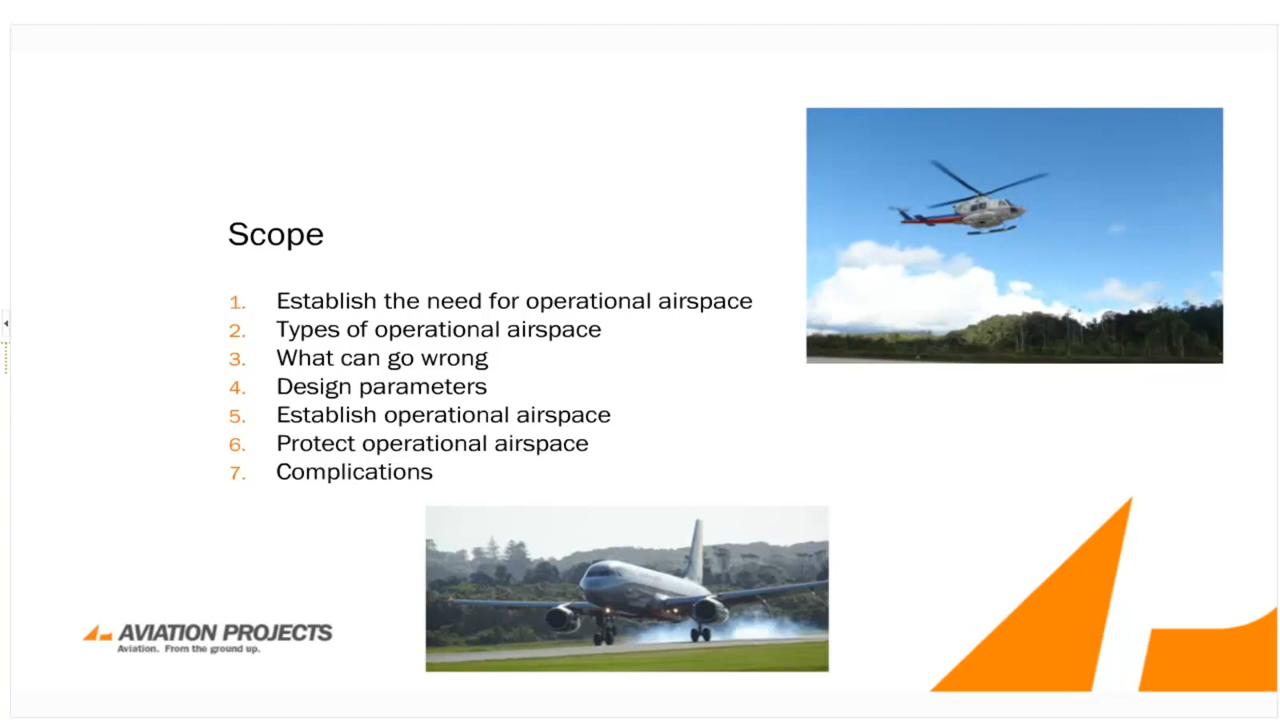 Scope
1. Establish the need for operational airspace
2. Types of operational airspace
3. What can go wrong
4. Design parameters
5. Establish operational airspace
6. Protect operational airspace
7. Complications
AVIATION PROJECTS
Aviation. From the ground up.